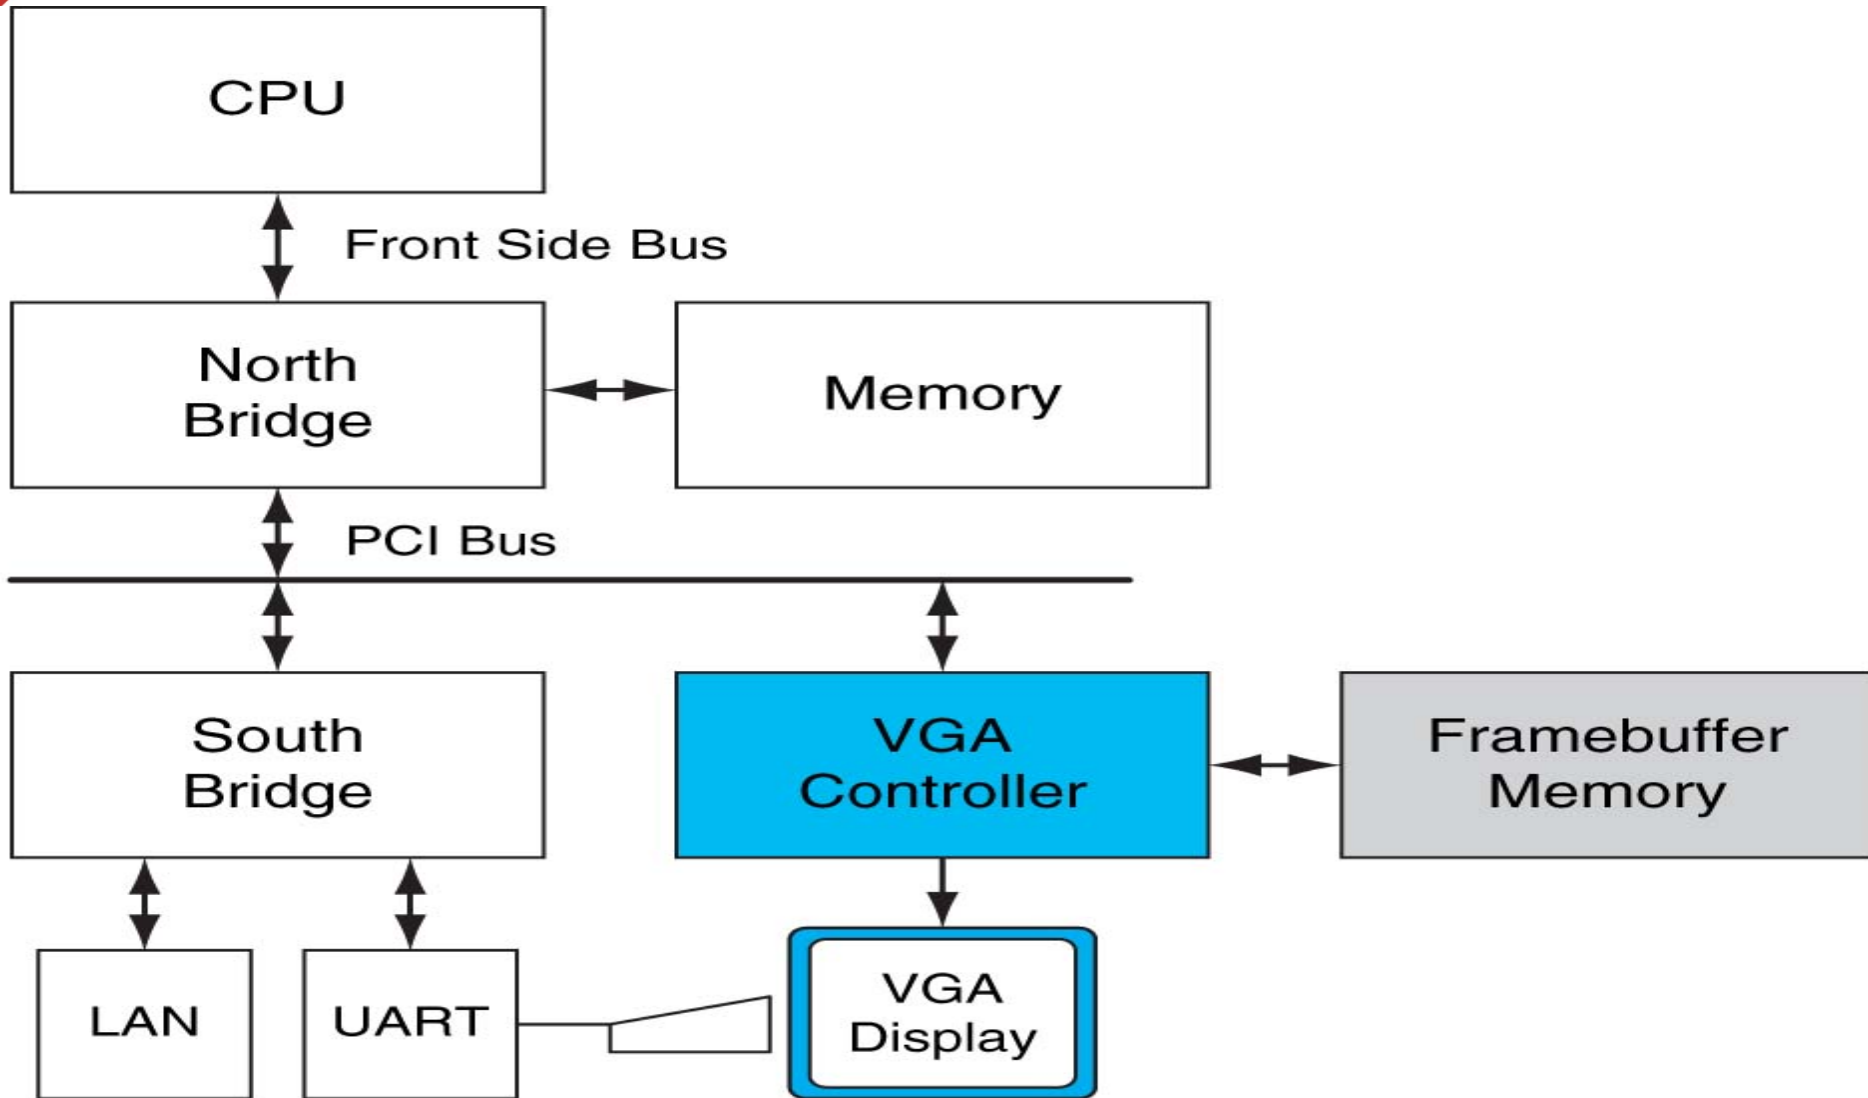 CPU
Front Side Bus
North
Bridge
Memory
PCI Bus
South
Bridge
VGA
Controller
Framebuffer
Memory
LAN
UART
VGA
Display